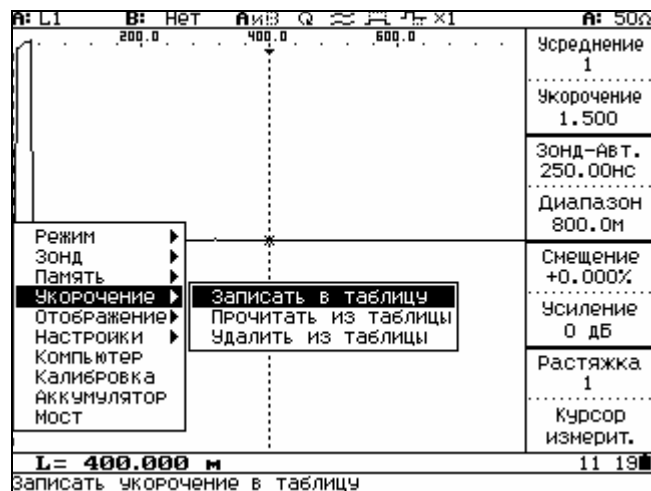 A: L1 B: Нет АиВ Q ×1 A: 50Ω
200.0 400.0 600.0
Усреднение
1
Укорочение
1.500
Зонд-Авт.
250.00нс
Диапазон
800.0м
Смещение
+0.000%
Усиление
0 дБ
Растяжка
1
Курсор
измерит.
Режим
Зонд
Память
Укорочение
Отображение
Настройки
Компьютер
Калибровка
Аккумулятор
Мост
Записать в таблицу
Прочитать из таблицы
Удалить из таблицы
L= 400.000 м
11 19
Записать укорочение в таблицу